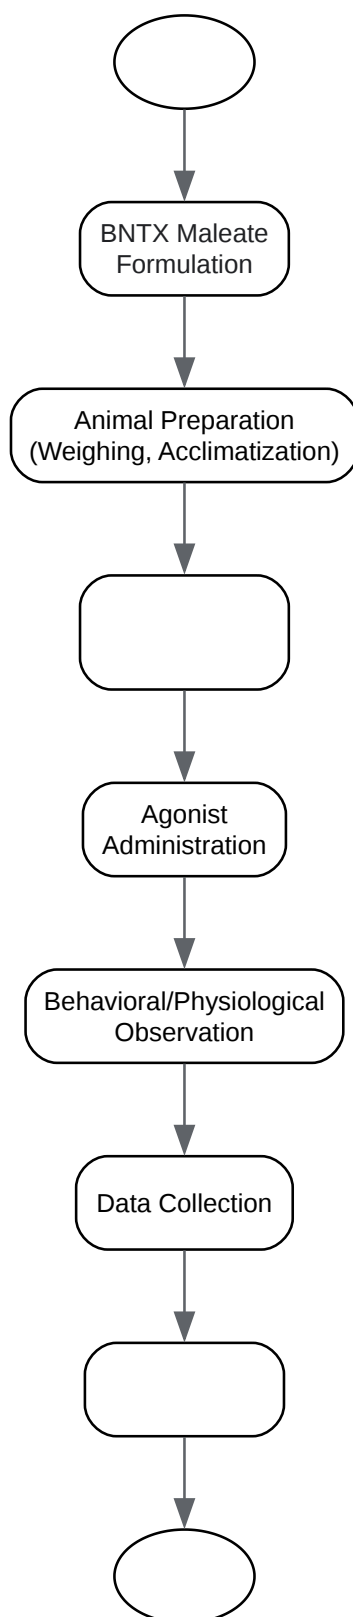 BNTX Maleate
Formulation
Animal Preparation
(Weighing, Acclimatization)
Agonist
Administration
Behavioral/Physiological
Observation
Data Collection